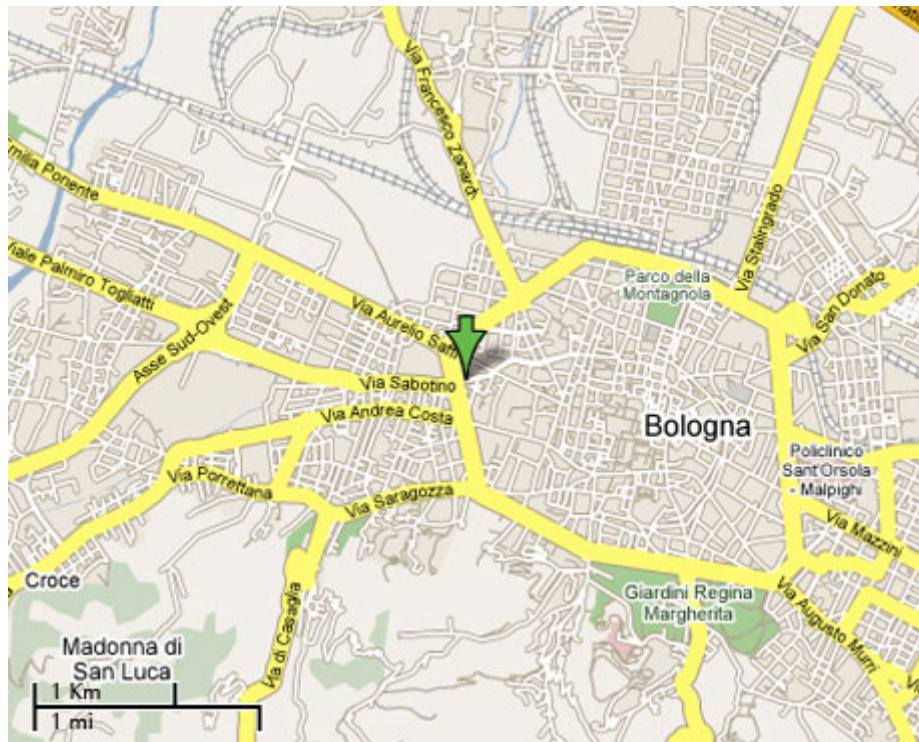 Via Francesco Zanardi
Via Stalingrado
milia Ponente
Viale Palmiro Togliatti
Asse Sud-Ovest
Via Aurelio Saffi
Parco della
Montagnola
Via San Donato
Via Sabotino
Via Andrea Costa
Bologna
Policlinico
Sant'Orsola
- Malpighi
Via Porrettana
Via Saragozza
Via Mazzini
Croce
Via di Casaglia
Giardini Regina
Margherita
Via Augusto Murri
Madonna di
San Luca
1 Km
1 mi